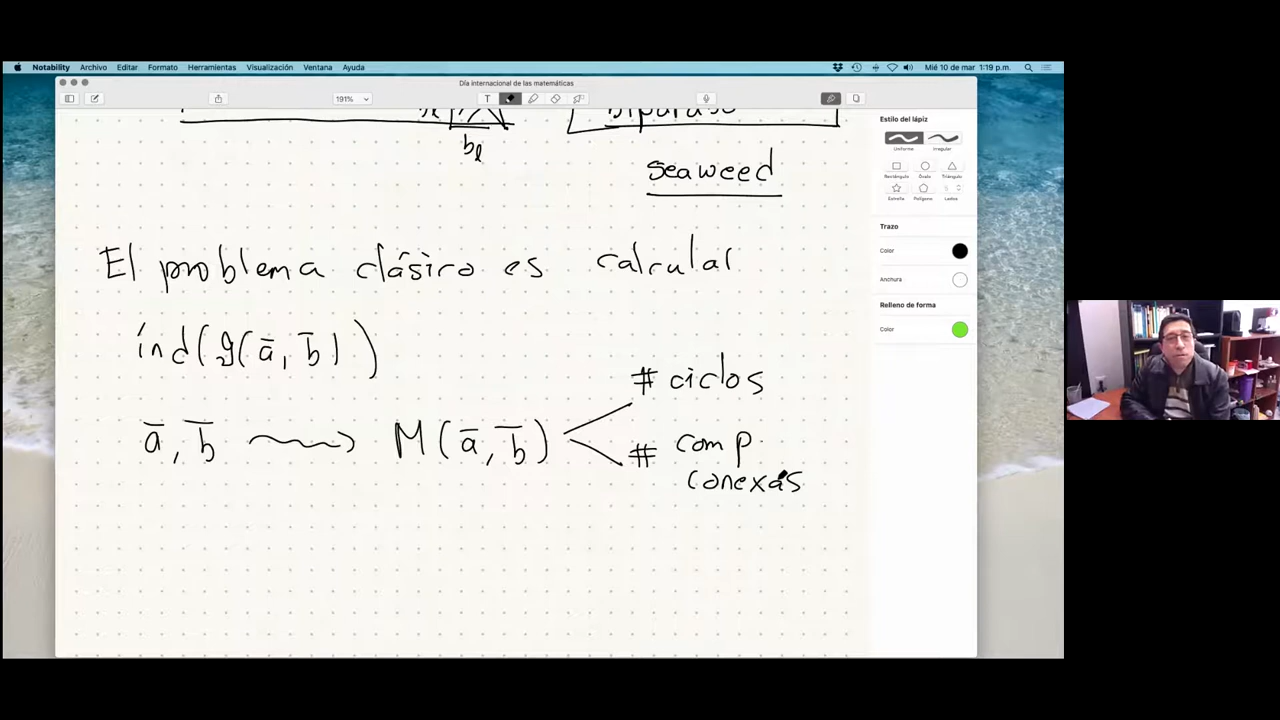 Notability Archivo Editar Formato Herramientas Visualización Ventana Ayuda Mié 10 de mar 1:19 p.m.
Día internacional de las matemáticas
191% T
Estilo del lápiz
Uniforme Irregular
Rectángulo Óvalo Triángulo
Estrella Polígono Lados
Trazo
Color
Anchura
Relleno de forma
Color
b_l
seaweed
El problema clásico es calcular
ind(g(ā, b̄))
ā, b̄ ⟿ M(ā, b̄)
# ciclos
# comp
conexas